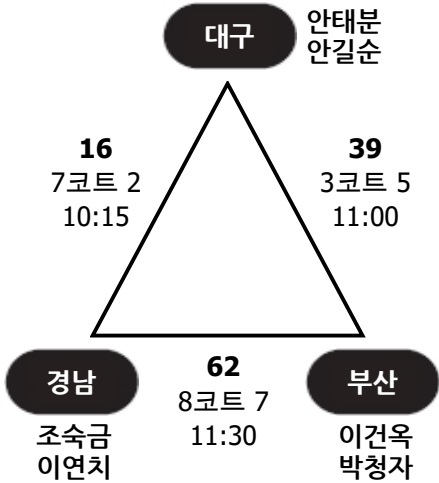 대구
안태분
안길순
16
7코트 2
10:15
39
3코트 5
11:00
경남
조숙금
이연치
62
8코트 7
11:30
부산
이건옥
박청자